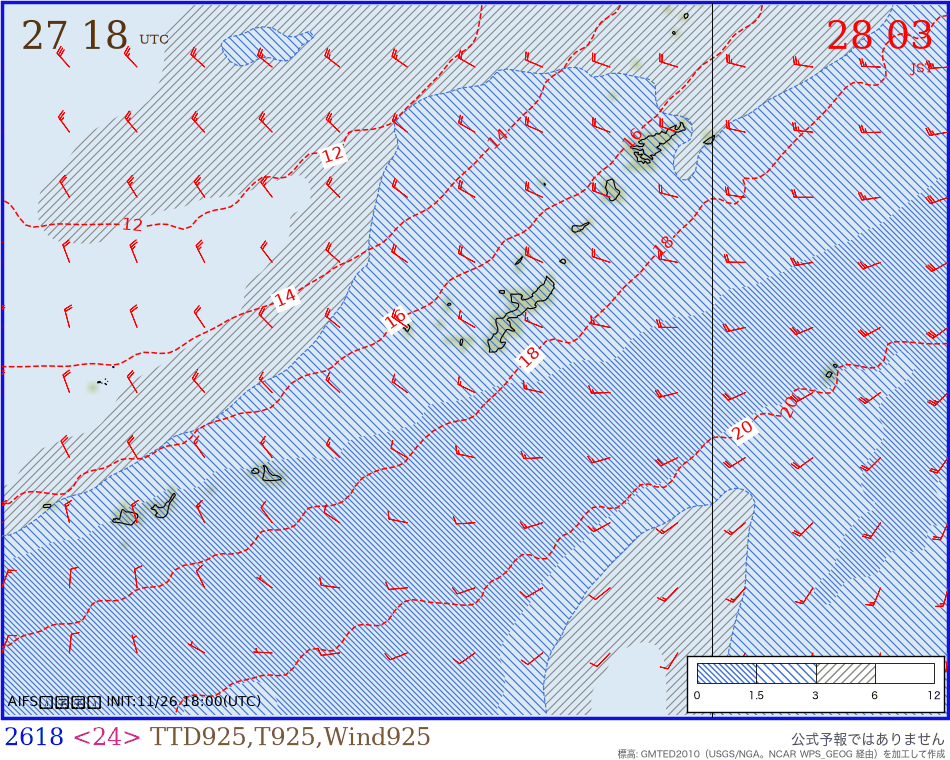 27 18 UTC
28 03
JST
12
12
14
14
16
16
18
18
20
20
0 1.5 3 6 12
AIFS□□□□ INIT:11/26 18:00(UTC)
2618 <24> TTD925,T925,Wind925
公式予報ではありません
標高: GMTED2010（USGS/NGA。NCAR WPS_GEOG 経由）を加工して作成